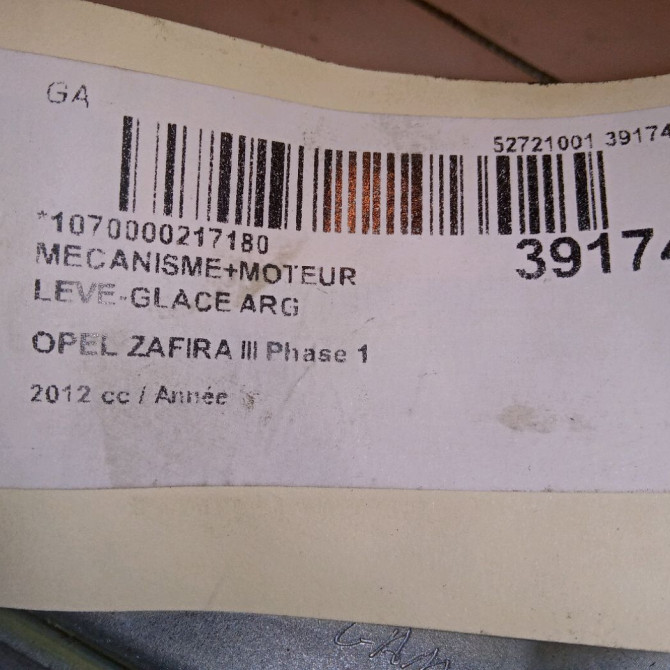 GA
52721001 39174
*1070000217180
39174
MECANISME+MOTEUR
LEVE-GLACE ARG
OPEL ZAFIRA III Phase 1
2012 cc / Année